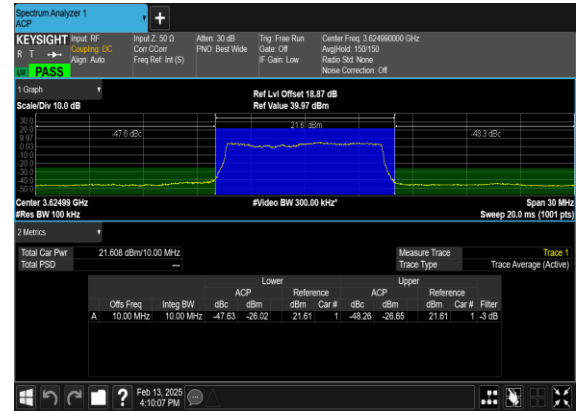 Spectrum Analyzer 1
ACP
+
KEYSIGHT Input: RF Input Z: 50 Ω Atten: 30 dB Trig: Free Run Center Freq: 3.624990000 GHz
R T Coupling: DC Corr CCorr PNO: Best Wide Gate: Off Avg|Hold: 150/150
Align: Auto Freq Ref: Int (S) IF Gain: Low Radio Std: None
PASS Noise Correction: Off
1 Graph
Ref Lvl Offset 18.87 dB
Scale/Div 10.0 dB Ref Value 39.97 dBm
30.0
20.0 -47.6 dBc 21.6 dBm -48.3 dBc
9.97
-0.03
-10.0
-20.0
-30.0
-40.0
-50.0
Center 3.62499 GHz #Video BW 300.00 kHz* Span 30 MHz
#Res BW 100 kHz Sweep 20.0 ms (1001 pts)
2 Metrics
Total Car Pwr 21.608 dBm/10.00 MHz Measure Trace Trace 1
Total PSD --- Trace Type Trace Average (Active)
Lower Upper
ACP Reference ACP Reference
Offs Freq Integ BW dBc dBm dBm Car # dBc dBm dBm Car # Filter
A 10.00 MHz 10.00 MHz -47.63 -26.02 21.61 1 -48.26 -26.65 21.61 1 -3 dB
? Feb 13, 2025
4:10:07 PM